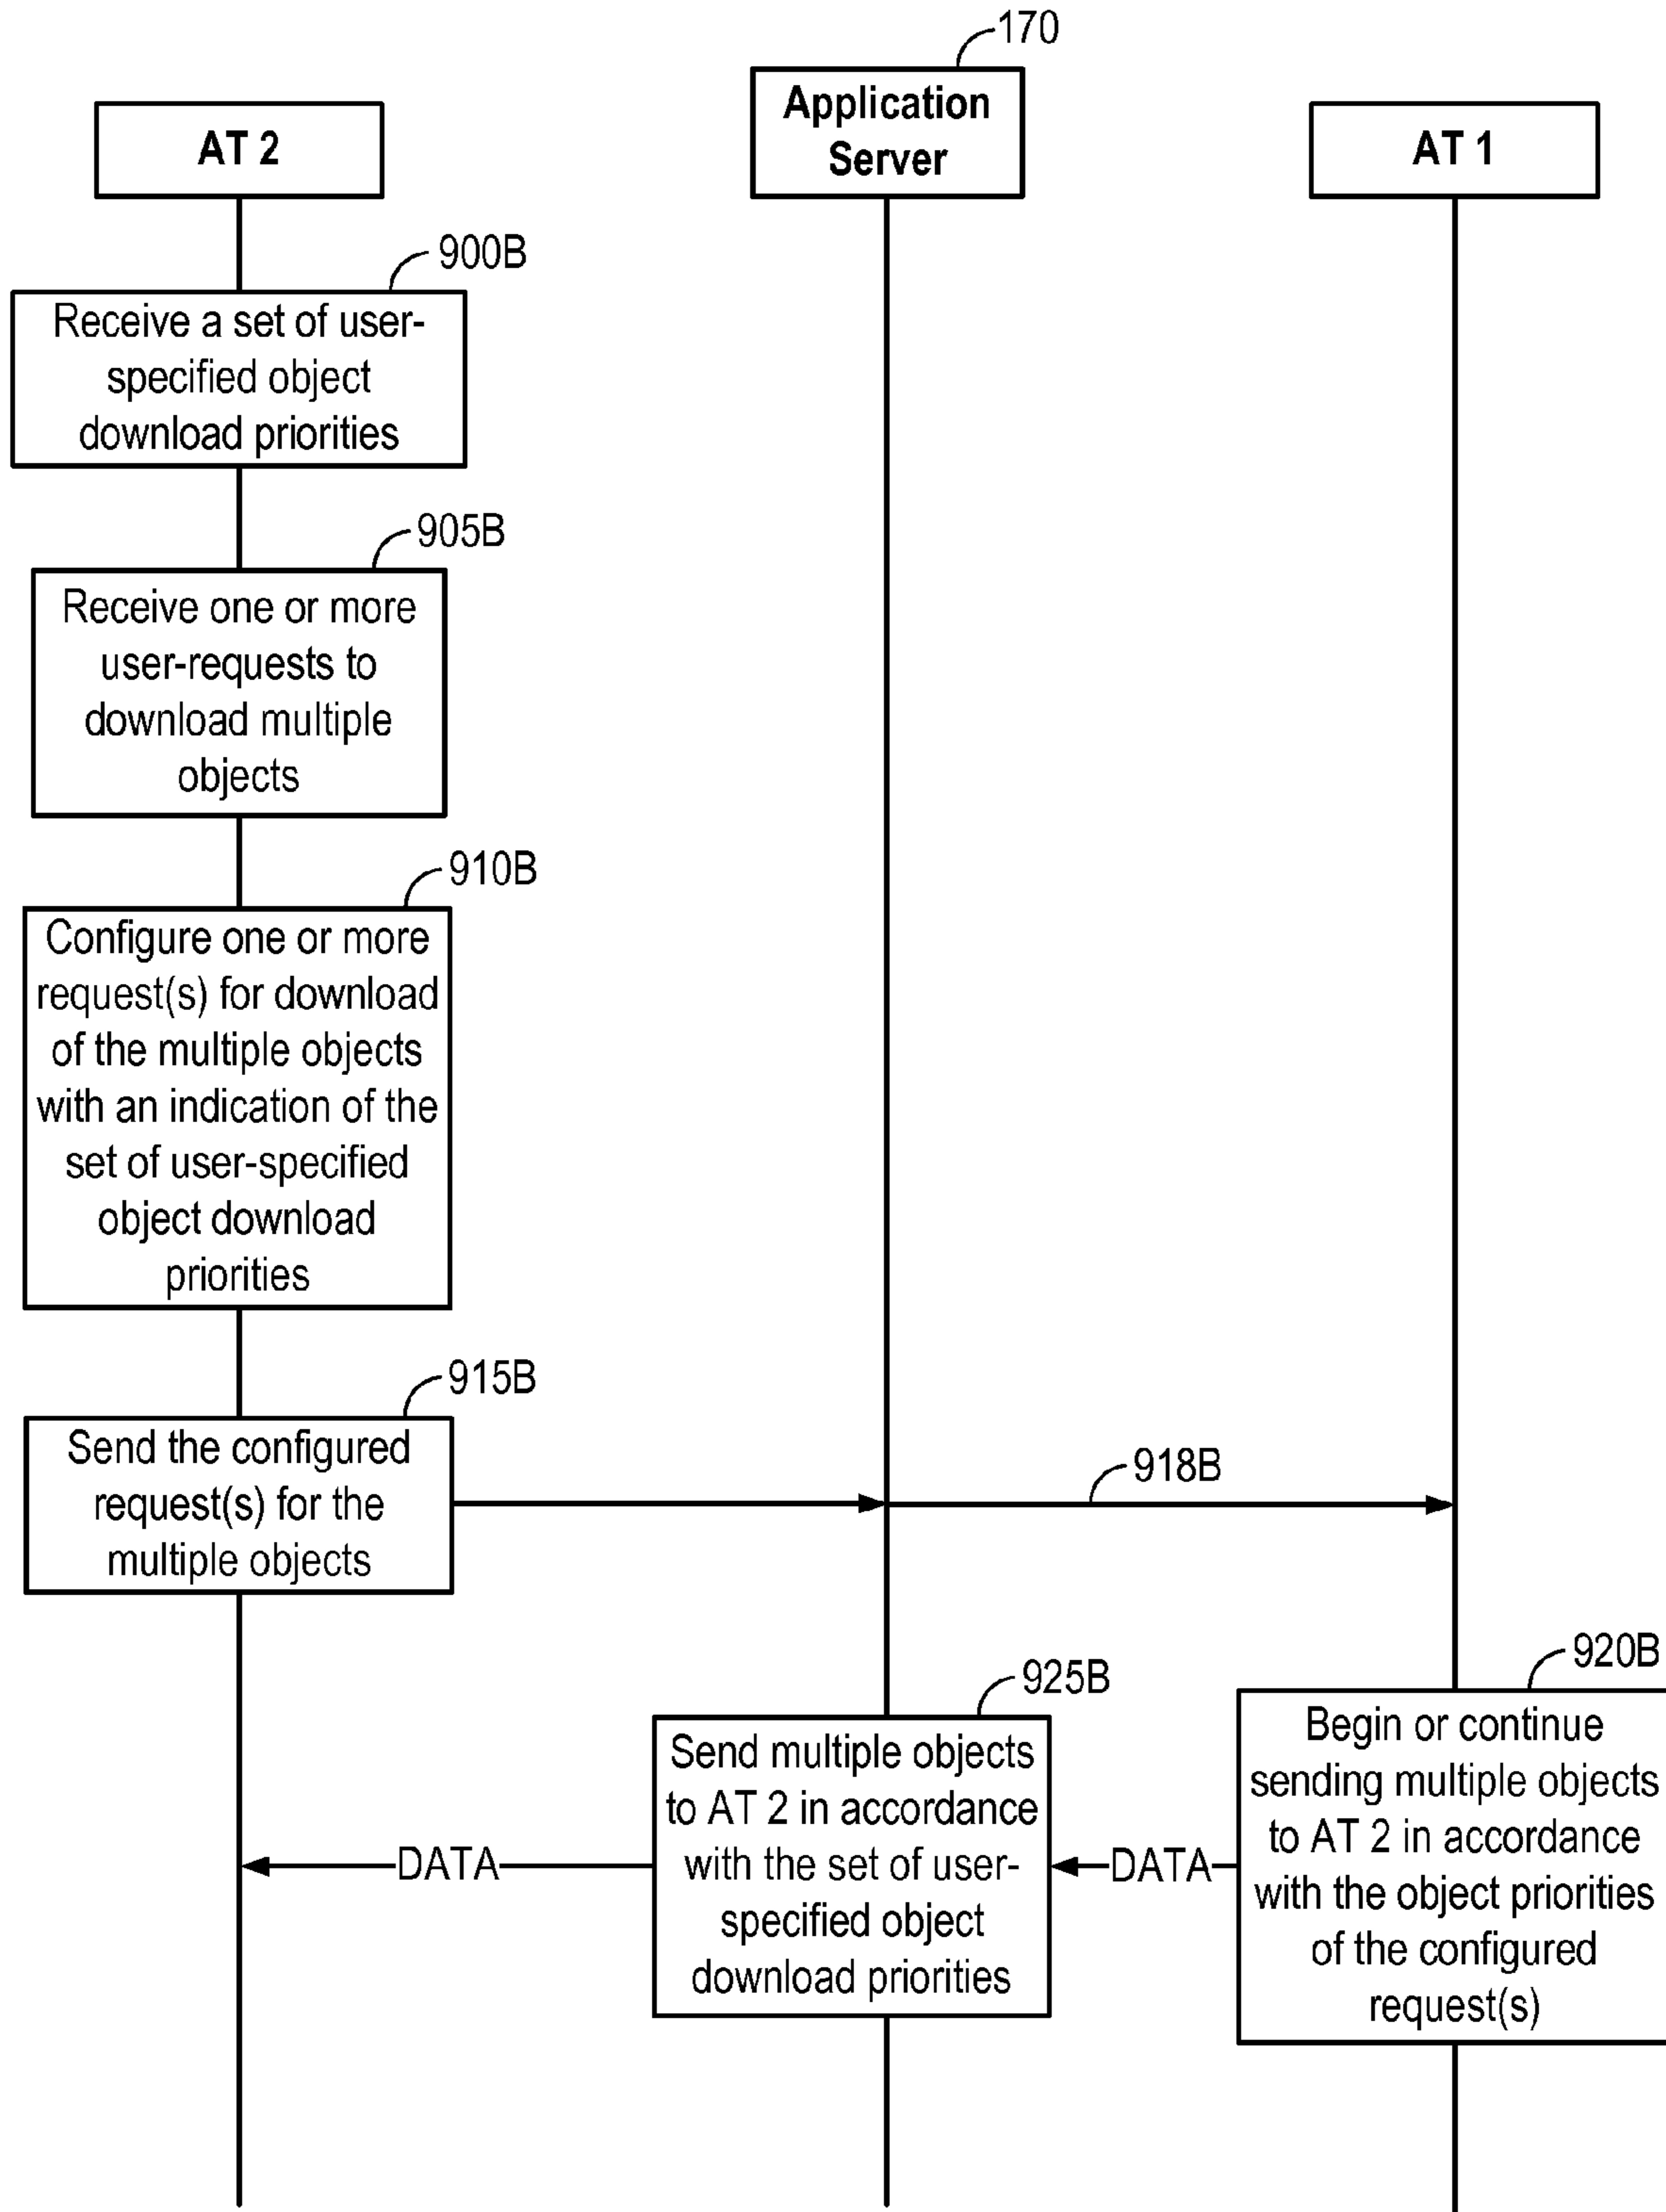 170
Application
Server
AT 2
AT 1
900B
Receive a set of user-
specified object
download priorities
905B
Receive one or more
user-requests to
download multiple
objects
910B
Configure one or more
request(s) for download
of the multiple objects
with an indication of the
set of user-specified
object download
priorities
915B
Send the configured
request(s) for the
multiple objects
918B
920B
Begin or continue
sending multiple objects
to AT 2 in accordance
with the object priorities
of the configured
request(s)
925B
Send multiple objects
to AT 2 in accordance
with the set of user-
specified object
download priorities
DATA
DATA